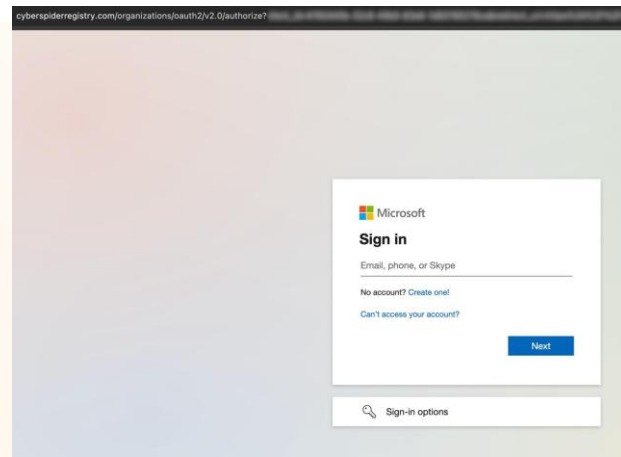 cyberspiderregistry.com/organizations/oauth2/v2.0/authorize?
Microsoft
Sign in
Email, phone, or Skype
No account? Create one!
Can't access your account?
Next
Sign-in options